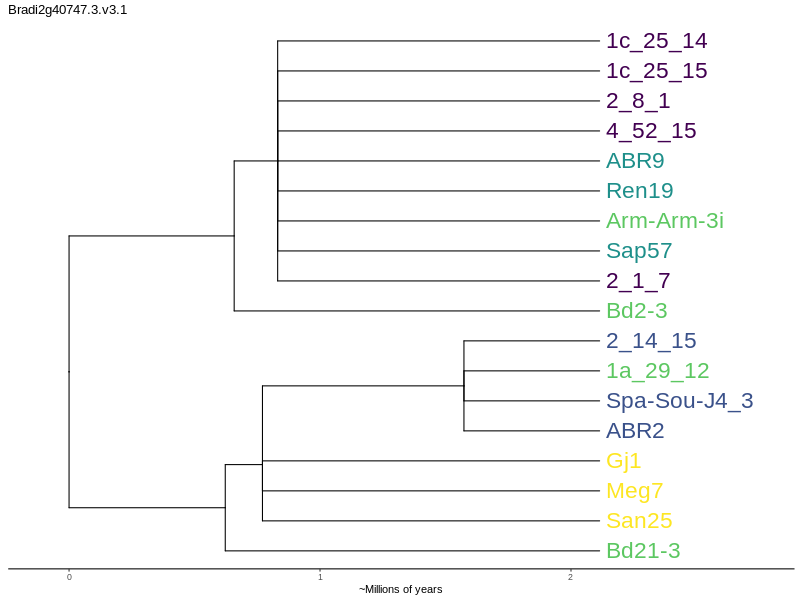 Bradi2g40747.3.v3.1
1c_25_14
1c_25_15
2_8_1
4_52_15
ABR9
Ren19
Arm-Arm-3i
Sap57
2_1_7
Bd2-3
2_14_15
1a_29_12
Spa-Sou-J4_3
ABR2
Gj1
Meg7
San25
Bd21-3
0 1 2
~Millions of years